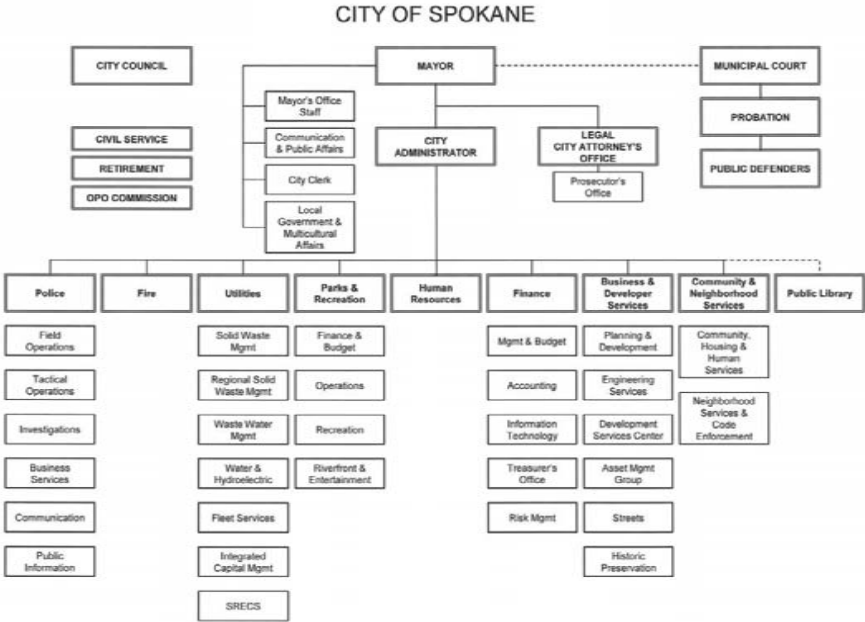 CITY OF SPOKANE
CITY COUNCIL
MAYOR
MUNICIPAL COURT
Mayor's Office
Staff
PROBATION
CIVIL SERVICE
Communication
& Public Affairs
CITY
ADMINISTRATOR
LEGAL
CITY ATTORNEY'S
OFFICE
RETIREMENT
PUBLIC DEFENDERS
City Clerk
Prosecutor's
Office
OPO COMMISSION
Local
Government &
Multicultural
Affairs
Police
Fire
Utilities
Parks &
Recreation
Human
Resources
Finance
Business &
Developer
Services
Community &
Neighborhood
Services
Public Library
Field
Operations
Tactical
Operations
Investigations
Business
Services
Communication
Public
Information
Solid Waste
Mgmt
Regional Solid
Waste Mgmt
Waste Water
Mgmt
Water &
Hydroelectric
Fleet Services
Integrated
Capital Mgmt
SRECS
Finance &
Budget
Operations
Recreation
Riverfront &
Entertainment
Mgmt & Budget
Accounting
Information
Technology
Treasurer's
Office
Risk Mgmt
Planning &
Development
Engineering
Services
Development
Services Center
Asset Mgmt
Group
Streets
Historic
Preservation
Community,
Housing &
Human
Services
Neighborhood
Services &
Code
Enforcement